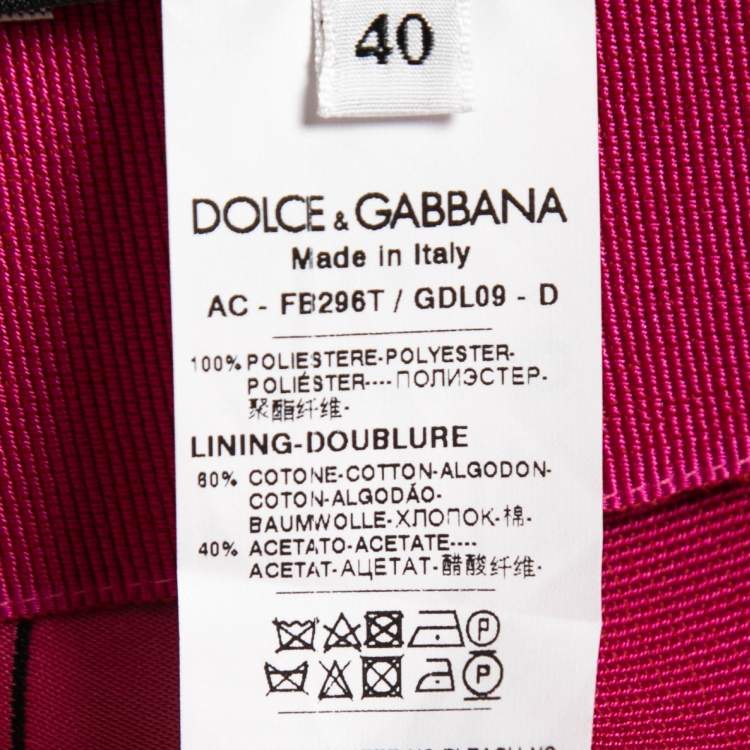 40
DOLCE & GABBANA
Made in Italy
AC - FB296T / GDL09 - D
100% POLIESTERE-POLYESTER-
POLIÉSTER----ПОЛИЭСТЕР-
聚酯纤维-
LINING-DOUBLURE
60% COTONE-COTTON-ALGODON-
COTON-ALGODÃO-
BAUMWOLLE-ХЛОПОК-棉-
40% ACETATO-ACETATE----
ACETAT-АЦЕТАТ-醋酸纤维-
P
P